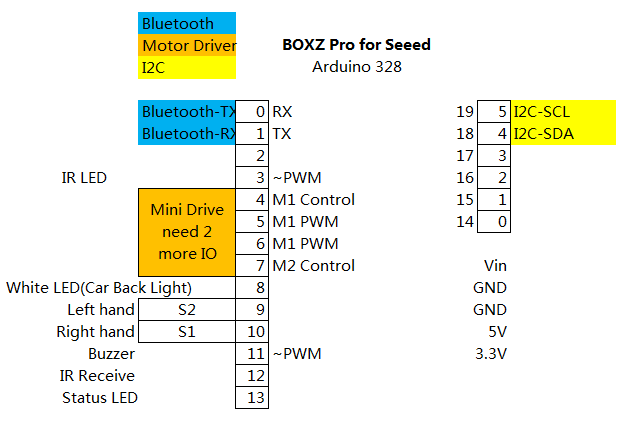 Bluetooth
Motor Driver
I2C
BOXZ Pro for Seeed
Arduino 328
Bluetooth-TX 0 RX
Bluetooth-RX 1 TX
2
IR LED 3 ~PWM
Mini Drive
need 2
more IO
4 M1 Control
5 M1 PWM
6 M1 PWM
7 M2 Control
White LED(Car Back Light) 8
Left hand S2 9
Right hand S1 10
Buzzer 11 ~PWM
IR Receive 12
Status LED 13
19 5 I2C-SCL
18 4 I2C-SDA
17 3
16 2
15 1
14 0
Vin
GND
GND
5V
3.3V